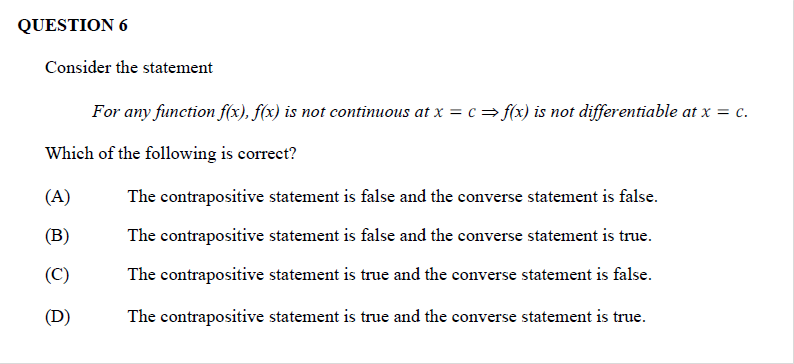 QUESTION 6
Consider the statement
For any function f(x), f(x) is not continuous at x = c ⇒ f(x) is not differentiable at x = c.
Which of the following is correct?
(A) The contrapositive statement is false and the converse statement is false.
(B) The contrapositive statement is false and the converse statement is true.
(C) The contrapositive statement is true and the converse statement is false.
(D) The contrapositive statement is true and the converse statement is true.